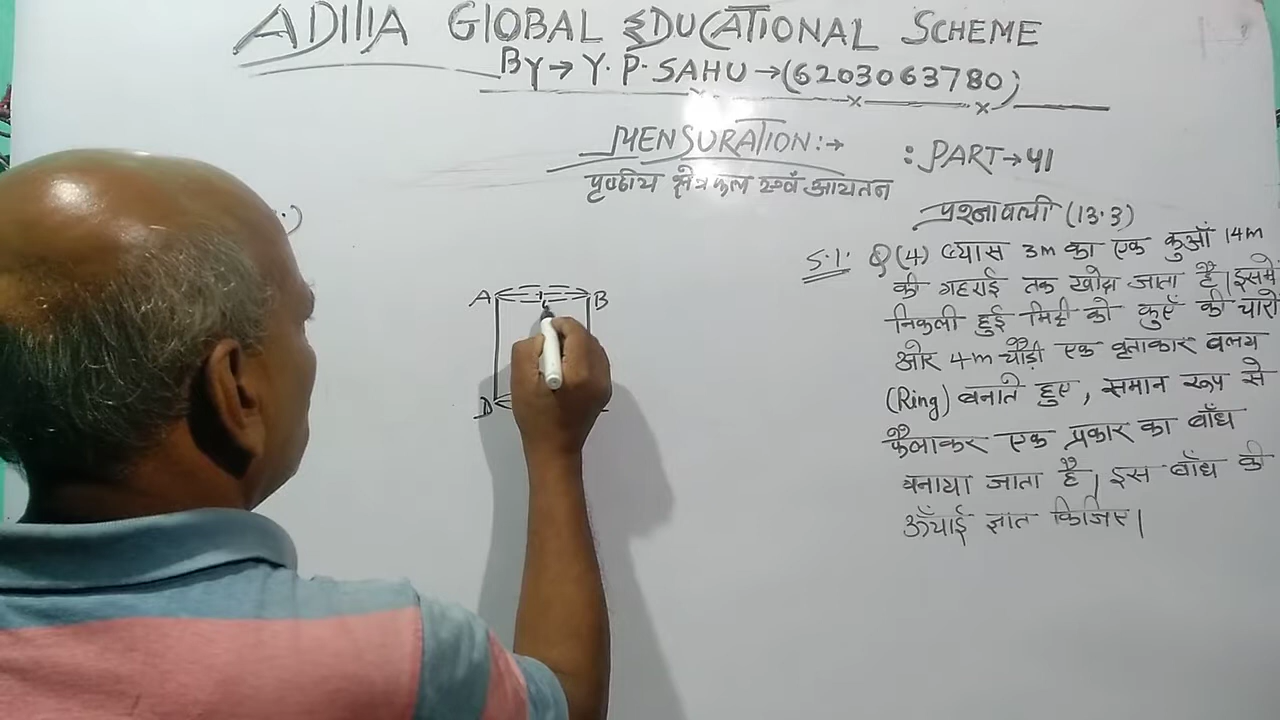 ADITIA GLOBAL EDUCATIONAL SCHEME
By → Y. P. SAHU → (6203063780)
MENSURATION :→ : PART → 41
पृष्ठीय क्षेत्रफल एवं आयतन
प्रश्नावली (13.3)
S.1. Q (4) व्यास 3m का एक कुआँ 14m
की गहराई तक खोदा जाता है। इससे
निकली हुई मिट्टी को कुएँ की चारो
ओर 4m चौड़ी एक वृताकार वलय
(Ring) बनाते हुए, समान रूप से
फैलाकर एक प्रकार का बाँध
बनाया जाता है। इस बाँध की
ऊँचाई ज्ञात किजिए।
A B
D